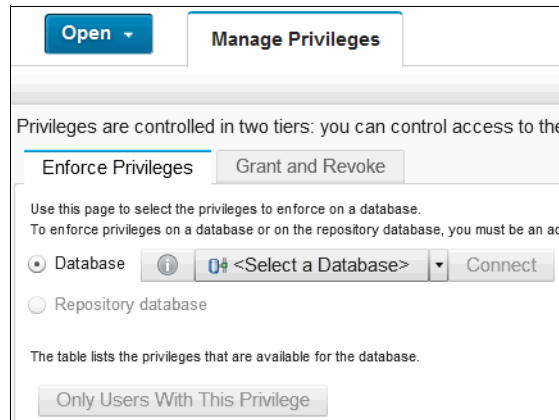 Open
Manage Privileges
Privileges are controlled in two tiers: you can control access to the
Enforce Privileges
Grant and Revoke
Use this page to select the privileges to enforce on a database.
To enforce privileges on a database or on the repository database, you must be an
Database
<Select a Database>
Connect
Repository database
The table lists the privileges that are available for the database.
Only Users With This Privilege